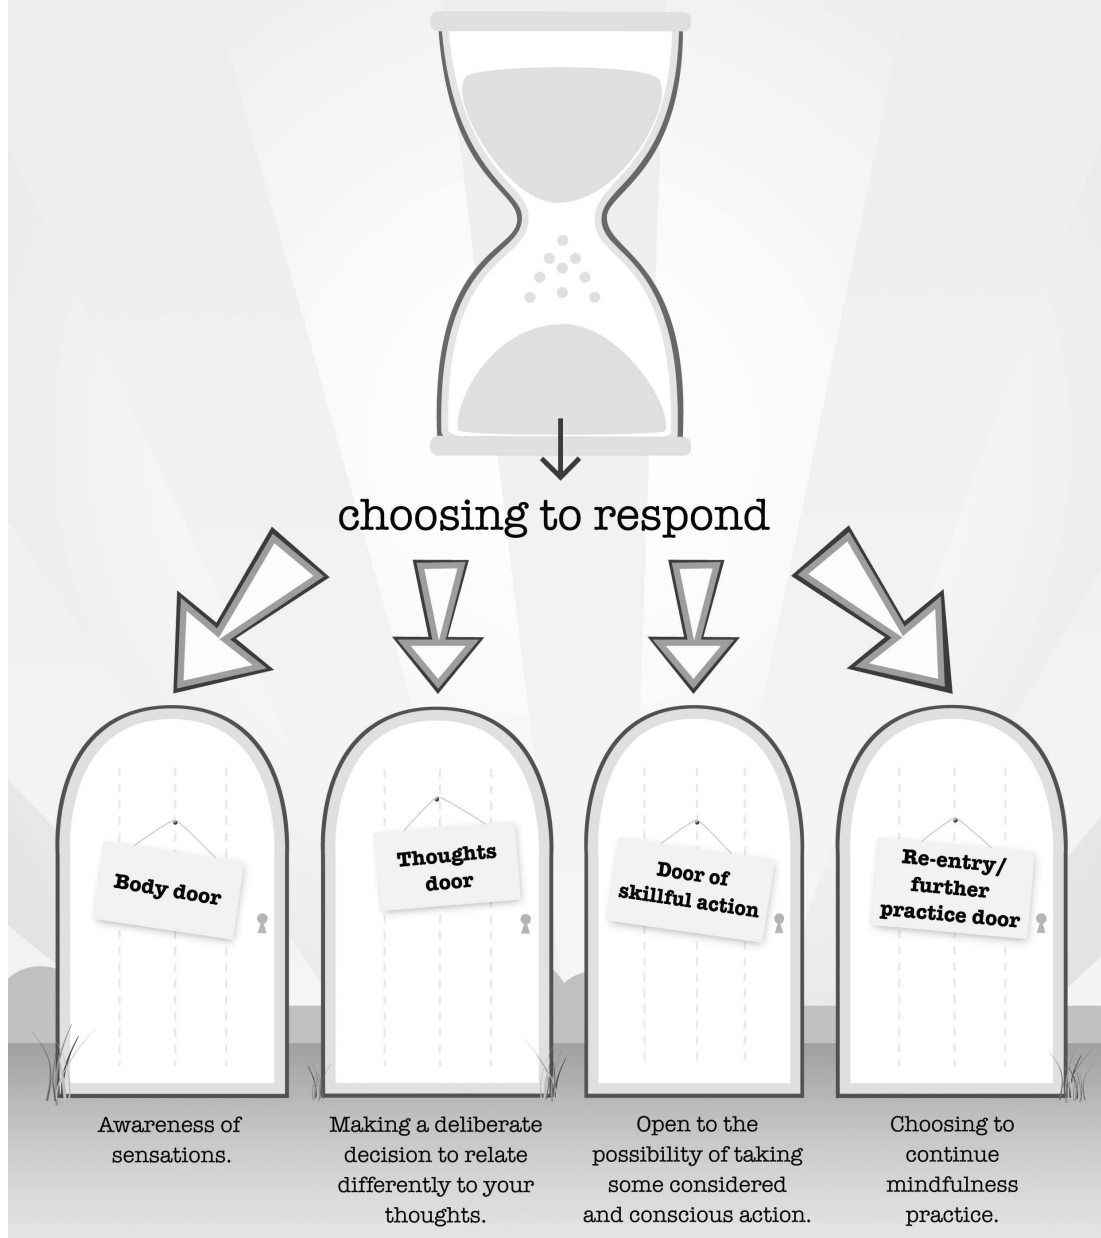 choosing to respond
Body door
Thoughts
door
Door of
skillful action
Re-entry/
further
practice door
Awareness of
sensations.
Making a deliberate
decision to relate
differently to your
thoughts.
Open to the
possibility of taking
some considered
and conscious action.
Choosing to
continue
mindfulness
practice.